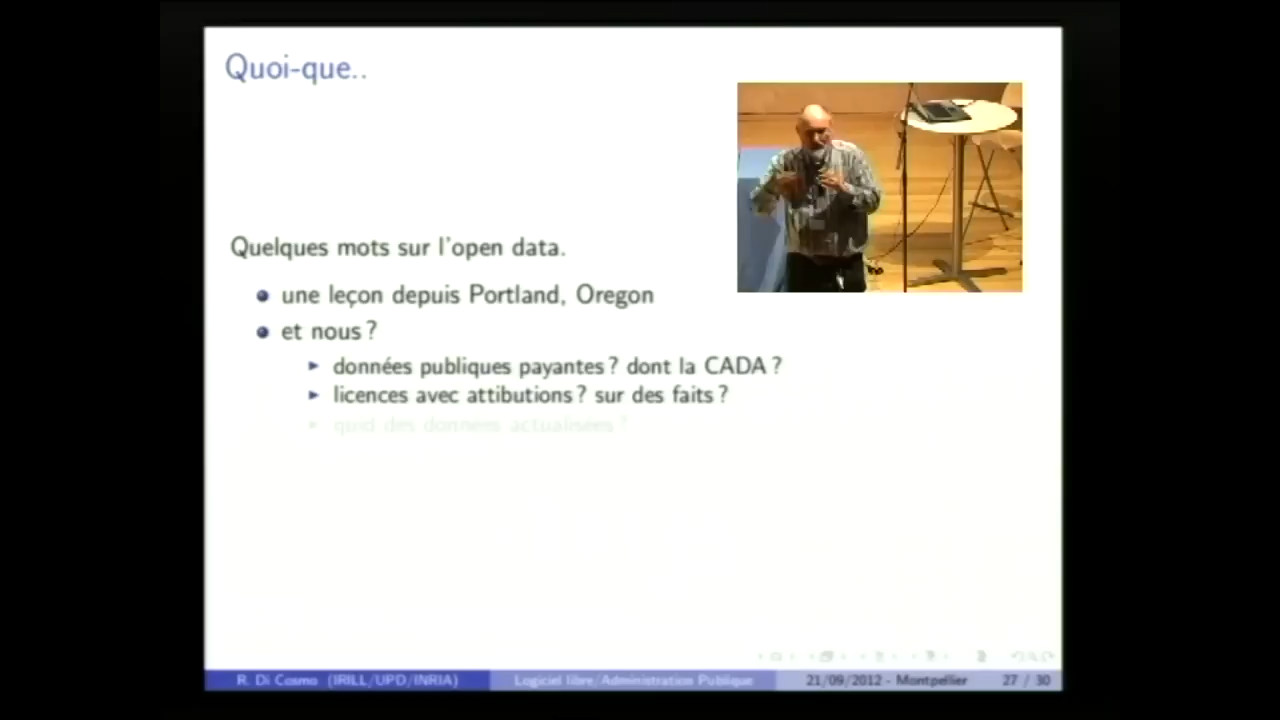 Quoi-que..
Quelques mots sur l'open data.
une leçon depuis Portland, Oregon
et nous ?
données publiques payantes ? dont la CADA ?
licences avec attibutions ? sur des faits ?
quid des donnés actualisées ?
R. Di Cosmo (IRILL/UPD/INRIA)
Logiciel libre/Administration Publique
21/09/2012 - Montpellier
27 / 30